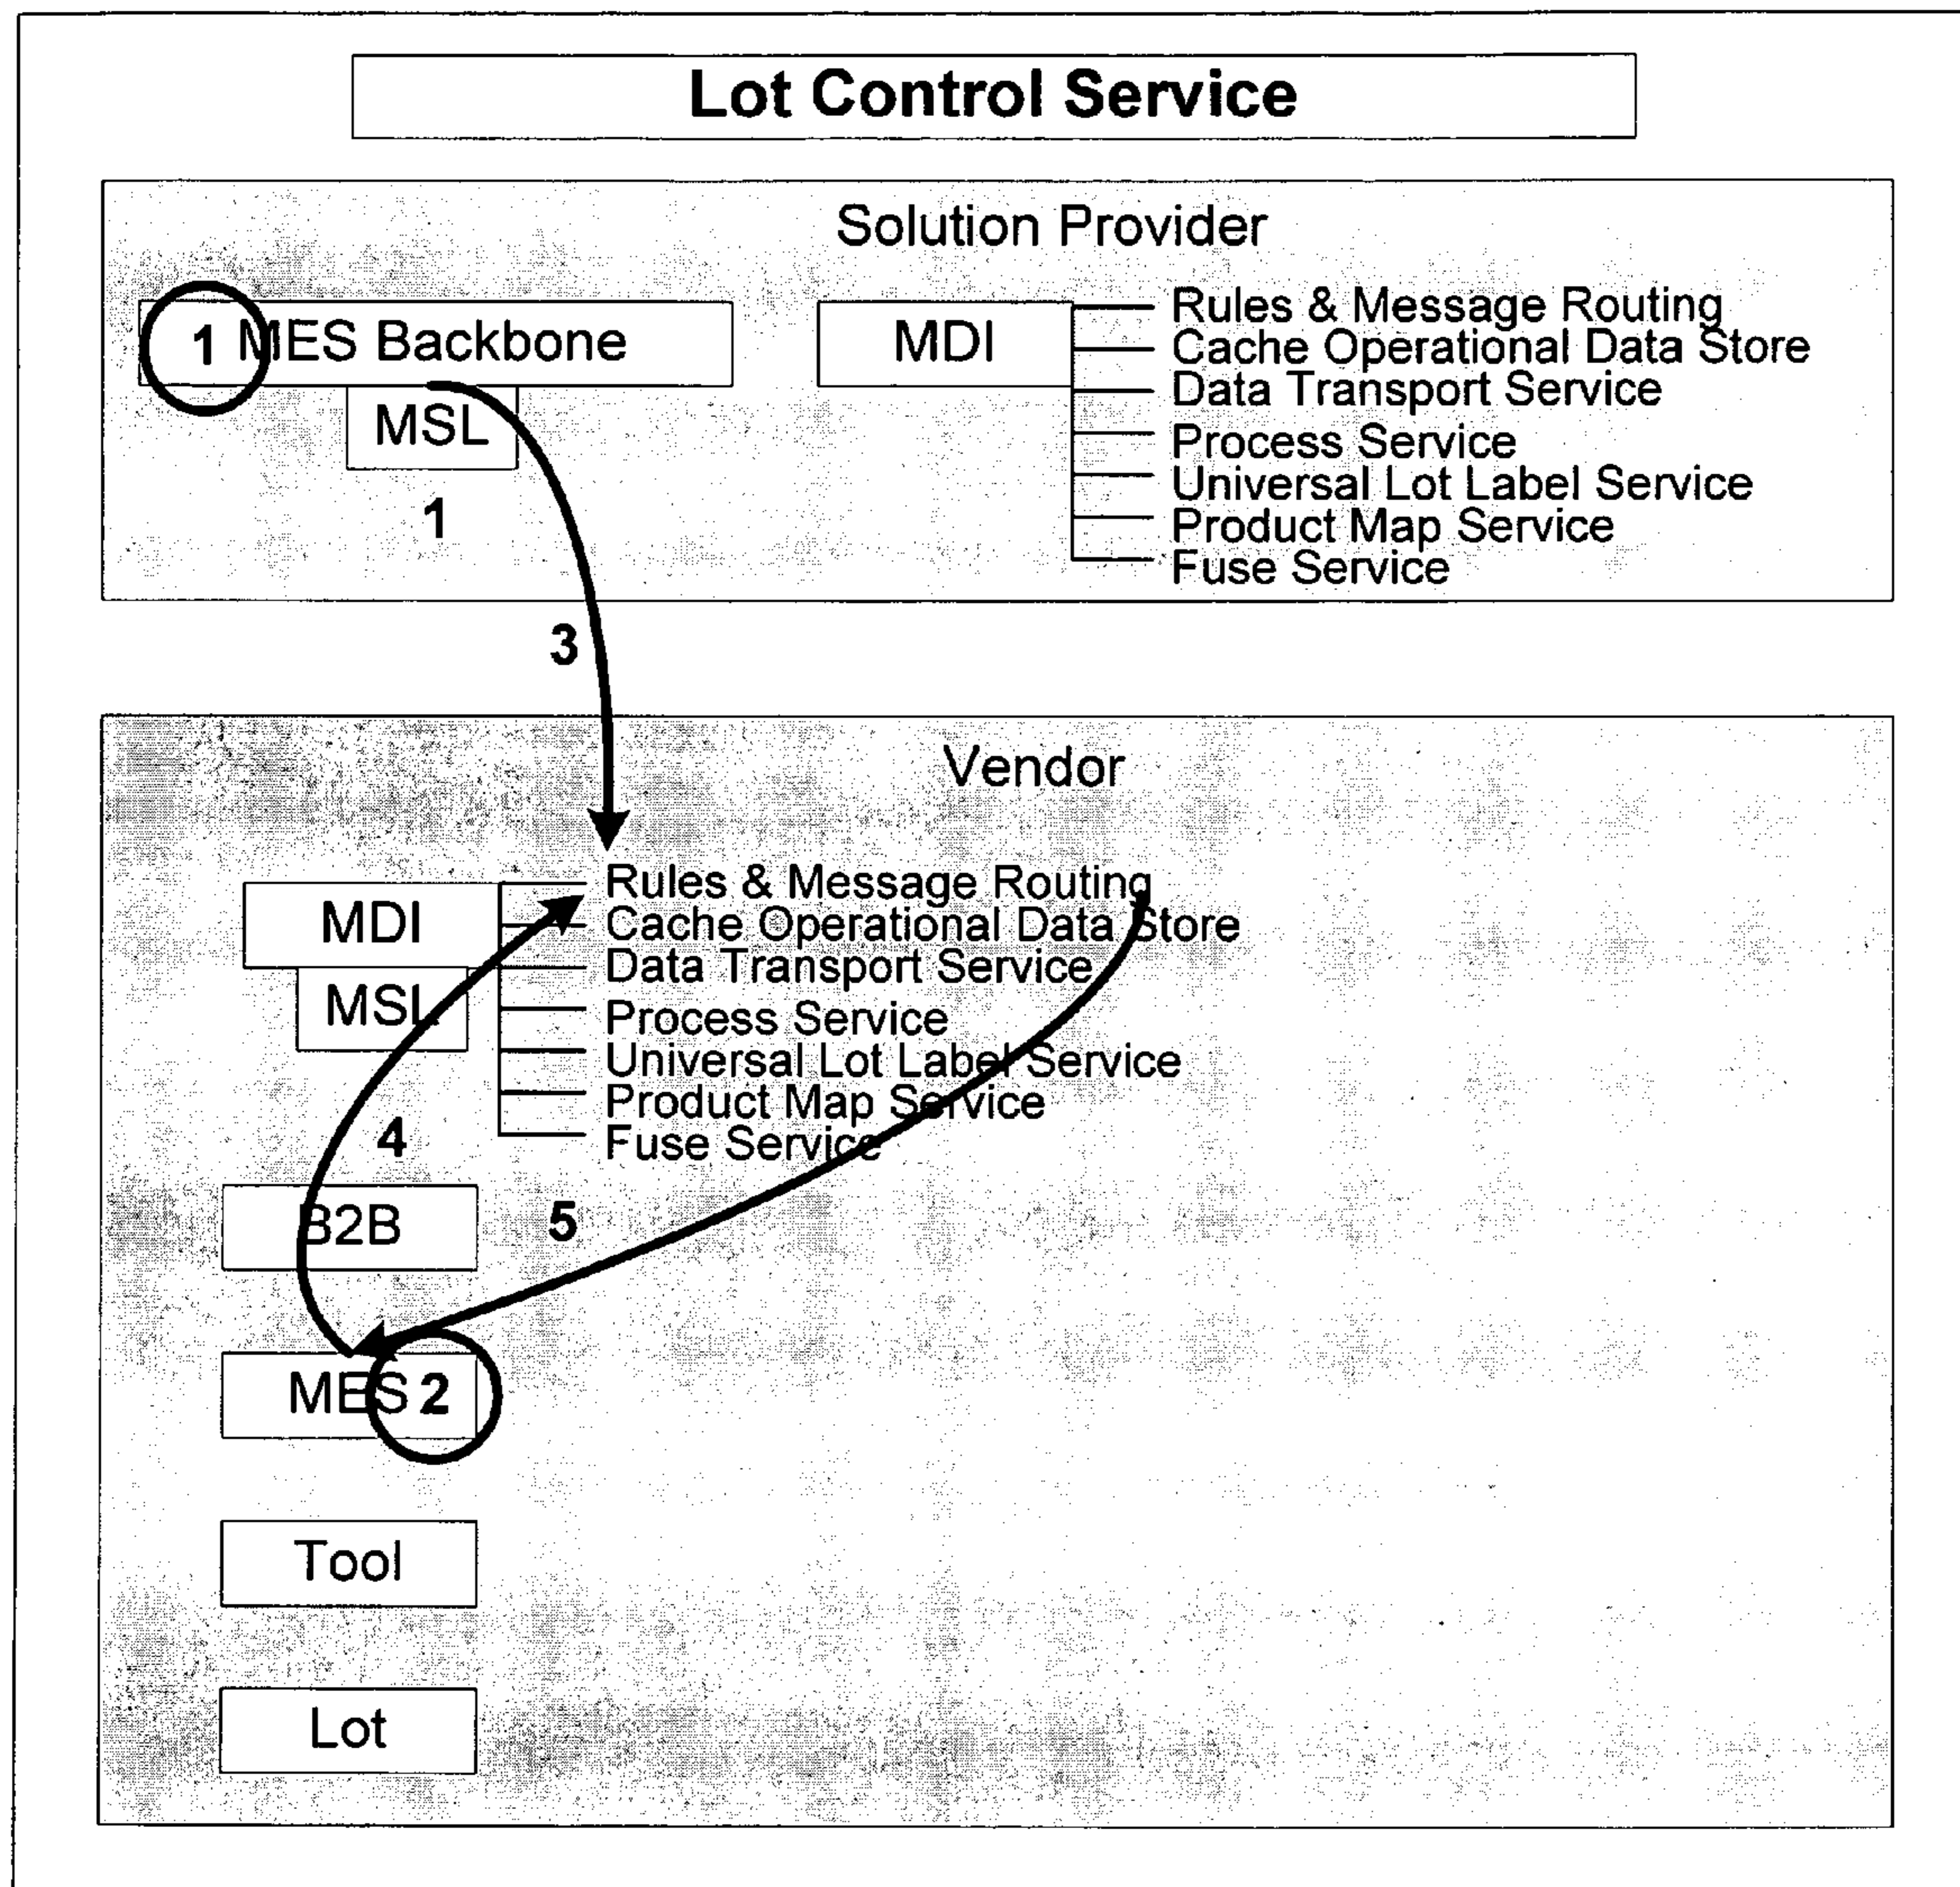 Lot Control Service
Solution Provider
1 MES Backbone
MSL
1
MDI
Rules & Message Routing
Cache Operational Data Store
Data Transport Service
Process Service
Universal Lot Label Service
Product Map Service
Fuse Service
3
Vendor
MDI
MSL
Rules & Message Routing
Cache Operational Data Store
Data Transport Service
Process Service
Universal Lot Label Service
Product Map Service
Fuse Service
4
B2B
5
MES 2
Tool
Lot